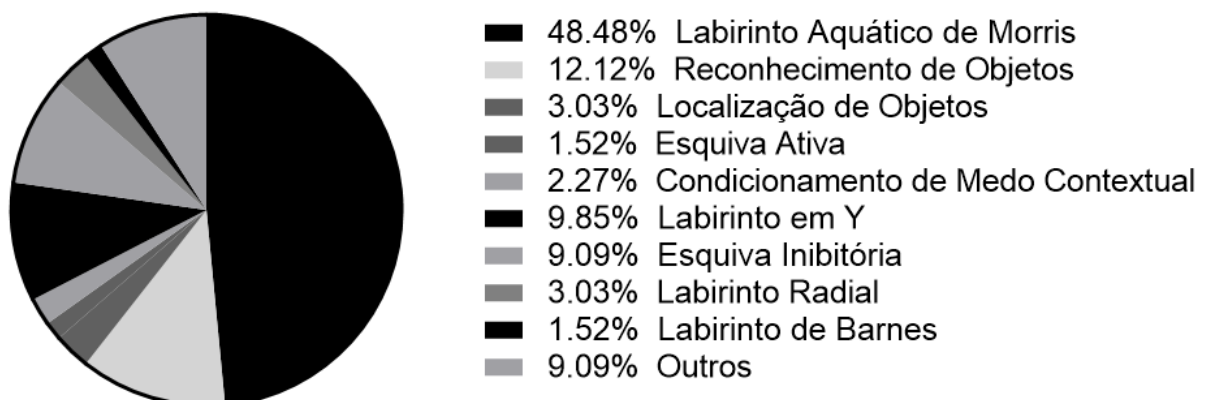 48.48% Labirinto Aquático de Morris
12.12% Reconhecimento de Objetos
3.03% Localização de Objetos
1.52% Esquiva Ativa
2.27% Condicionamento de Medo Contextual
9.85% Labirinto em Y
9.09% Esquiva Inibitória
3.03% Labirinto Radial
1.52% Labirinto de Barnes
9.09% Outros